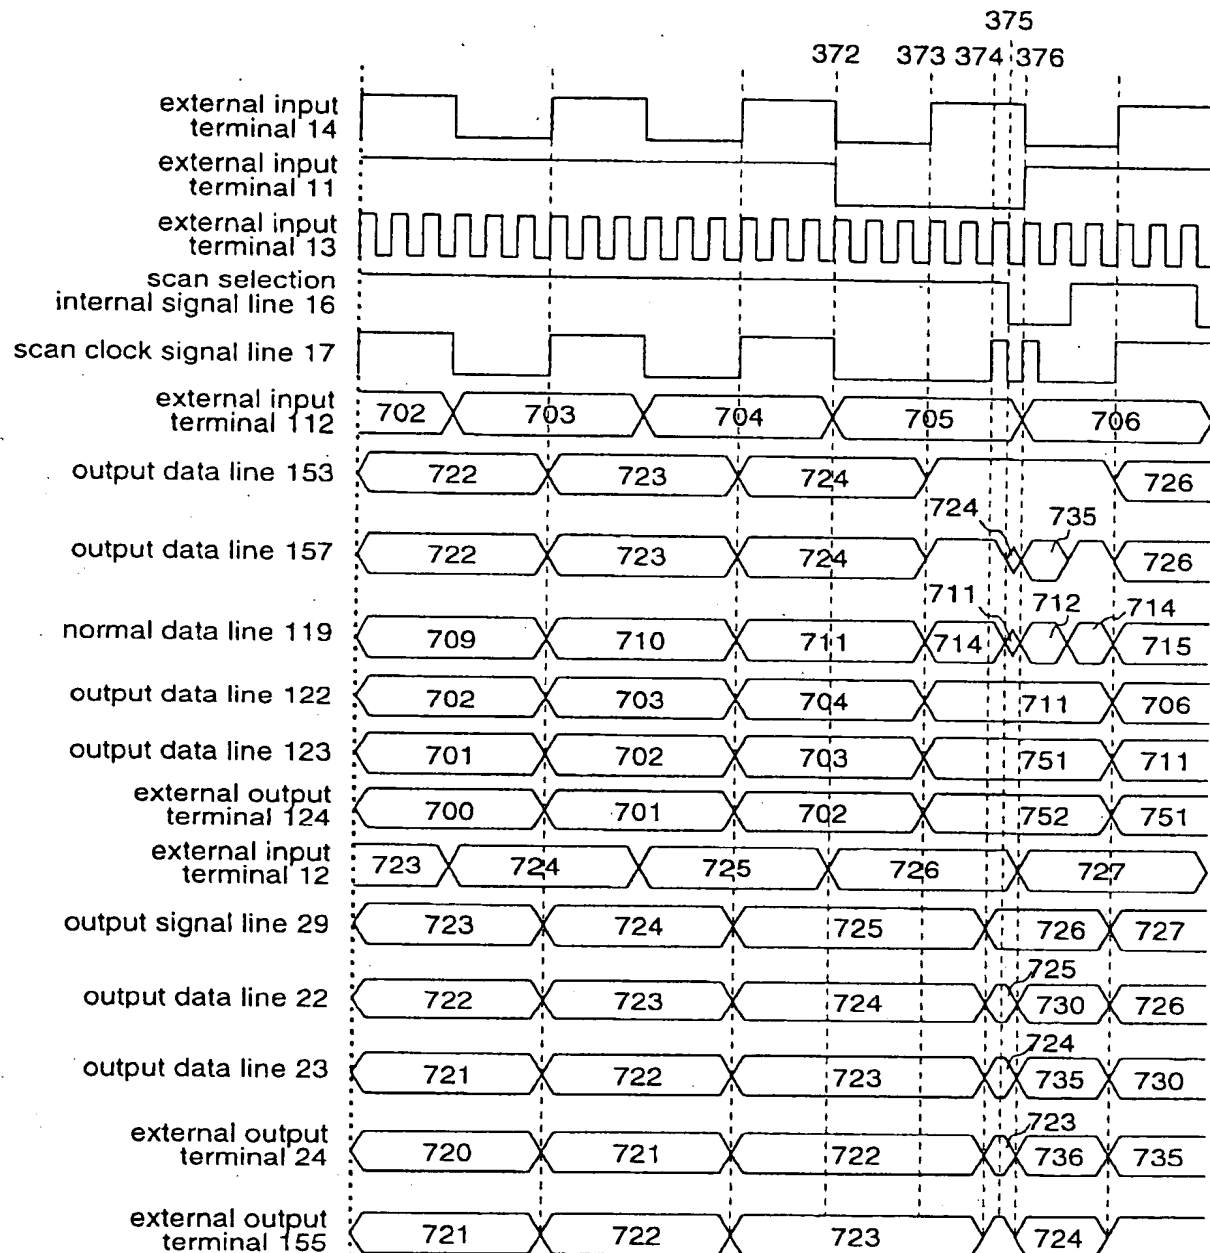 375
372 373 374 376
external input
terminal 14
external input
terminal 11
external input
terminal 13
scan selection
internal signal line 16
scan clock signal line 17
external input
terminal 112
702 703 704 705 706
output data line 153
722 723 724 726
724 735
output data line 157
722 723 724 726
711 712 714
normal data line 119
709 710 711 714 715
output data line 122
702 703 704 711 706
output data line 123
701 702 703 751 711
external output
terminal 124
700 701 702 752 751
external input
terminal 12
723 724 725 726 727
output signal line 29
723 724 725 726 727
725
output data line 22
722 723 724 730 726
724
output data line 23
721 722 723 735 730
723
external output
terminal 24
720 721 722 736 735
external output
terminal 155
721 722 723 724